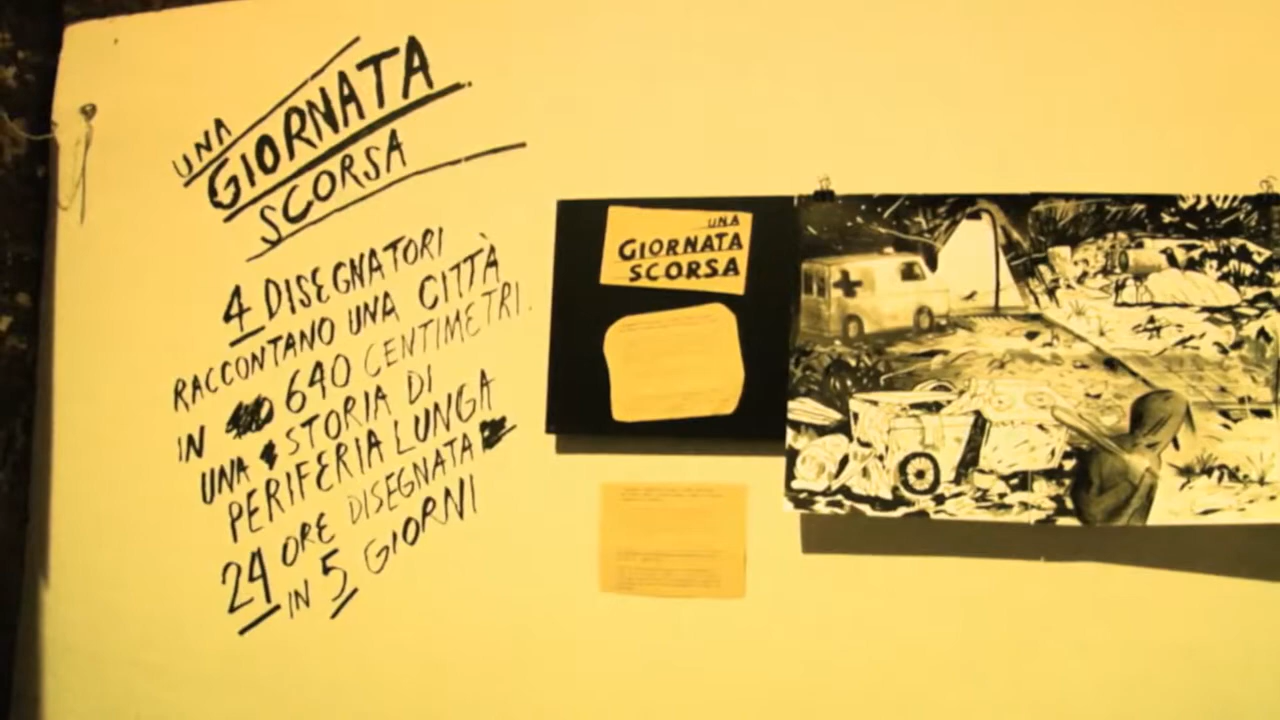 UNA
GIORNATA
SCORSA
4 DISEGNATORI
RACCONTANO UNA CITTÀ
IN 640 CENTIMETRI.
UNA STORIA DI
PERIFERIA LUNGA
24 ORE DISEGNATA
IN 5 GIORNI
UNA
GIORNATA
SCORSA